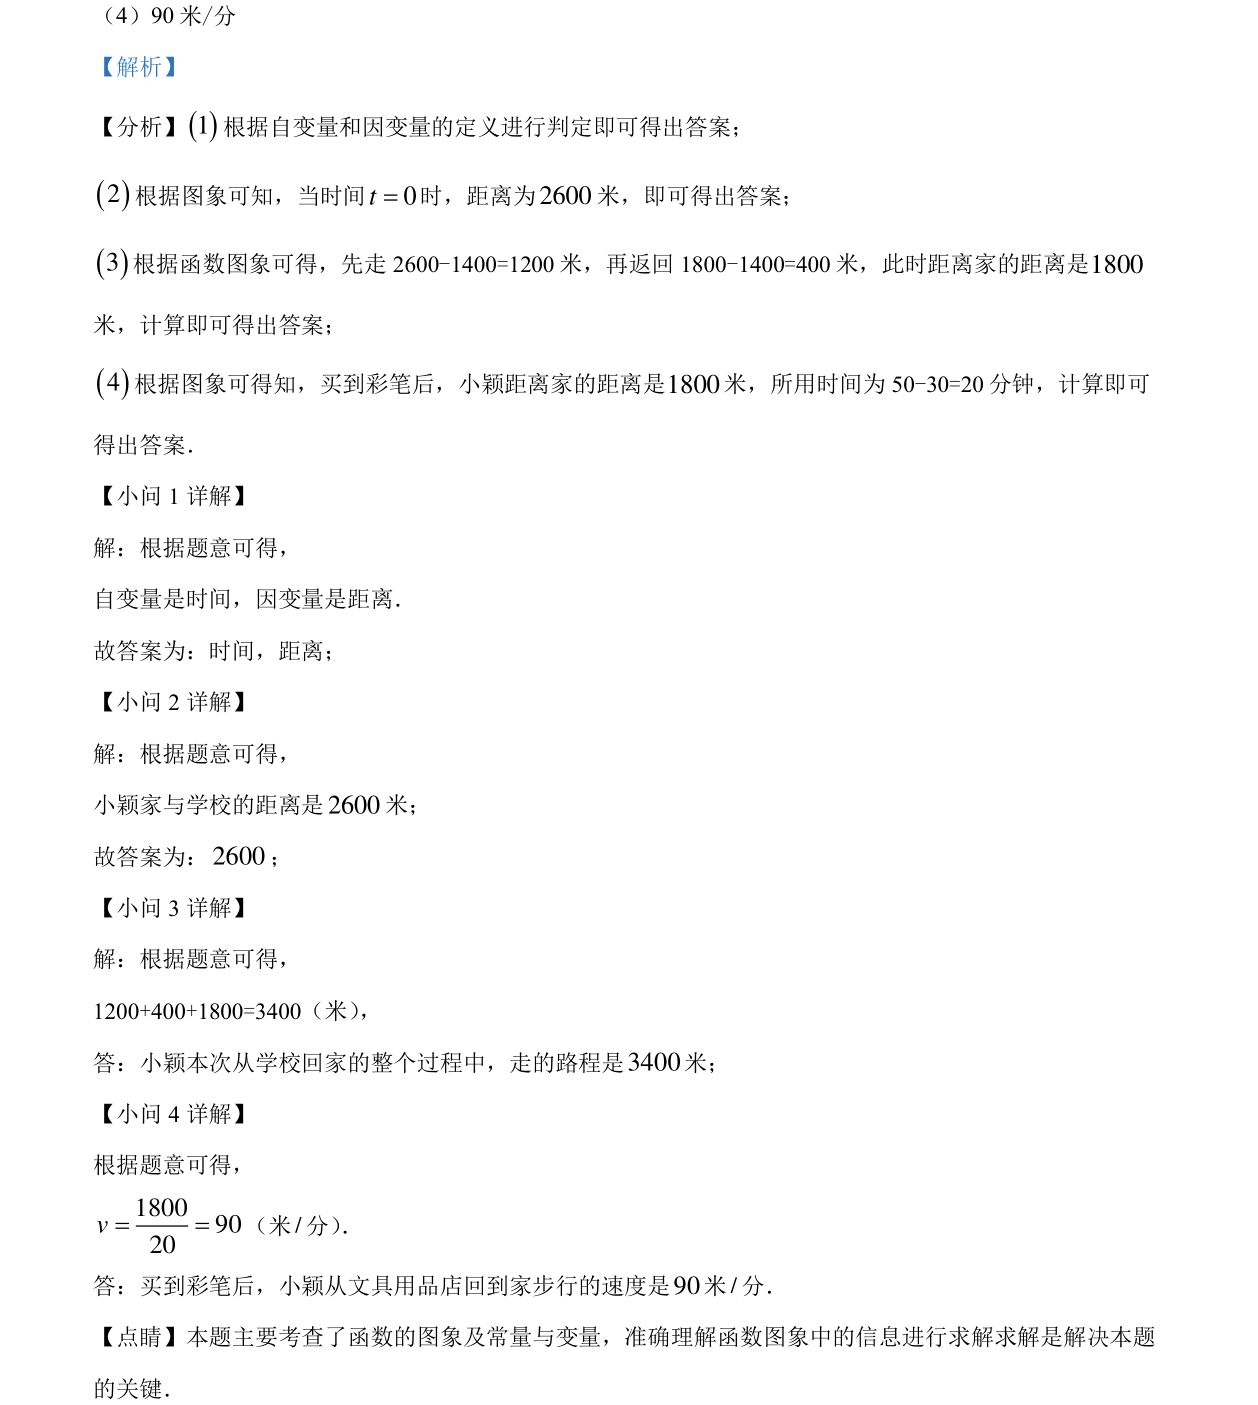 （4）90 米/分
【解析】
【分析】(1)根据自变量和因变量的定义进行判定即可得出答案；
(2)根据图象可知，当时间 t = 0 时，距离为 2600 米，即可得出答案；
(3)根据函数图象可得，先走 2600−1400=1200 米，再返回 1800−1400=400 米，此时距离家的距离是1800
米，计算即可得出答案；
(4)根据图象可得知，买到彩笔后，小颖距离家的距离是1800米，所用时间为 50−30=20 分钟，计算即可
得出答案．
【小问 1 详解】
解：根据题意可得，
自变量是时间，因变量是距离．
故答案为：时间，距离；
【小问 2 详解】
解：根据题意可得，
小颖家与学校的距离是 2600 米；
故答案为：2600；
【小问 3 详解】
解：根据题意可得，
1200+400+1800=3400（米），
答：小颖本次从学校回家的整个过程中，走的路程是3400米；
【小问 4 详解】
根据题意可得，
v = 1800/20 = 90（米/分）．
答：买到彩笔后，小颖从文具用品店回到家步行的速度是90米/分．
【点睛】本题主要考查了函数的图象及常量与变量，准确理解函数图象中的信息进行求解求解是解决本题
的关键．